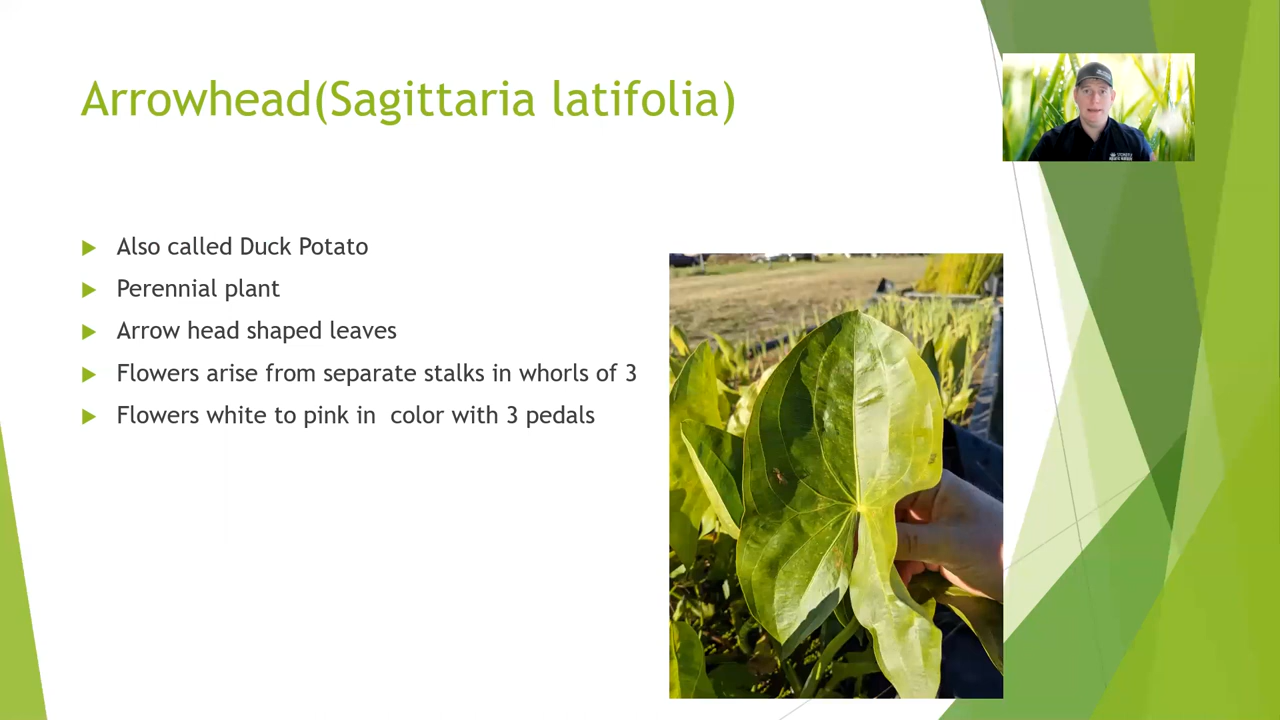 Arrowhead(Sagittaria latifolia)
Also called Duck Potato
Perennial plant
Arrow head shaped leaves
Flowers arise from separate stalks in whorls of 3
Flowers white to pink in  color with 3 pedals